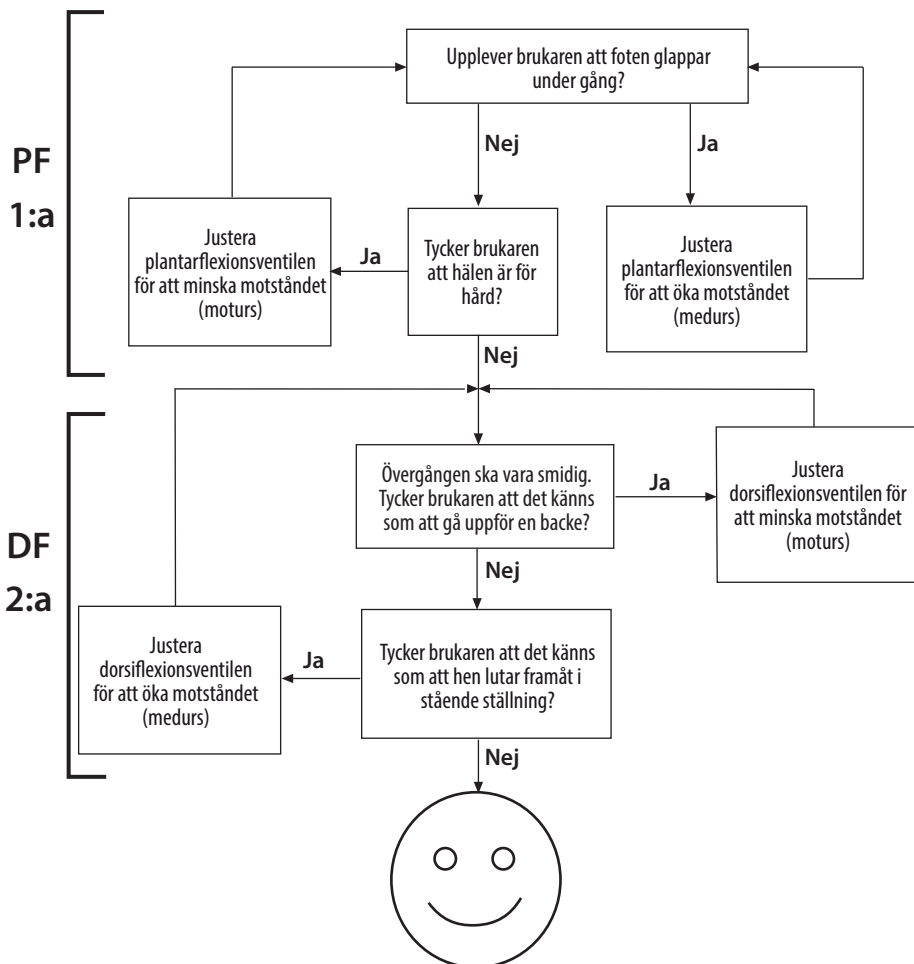 PF
1:a
Upplever brukaren att foten glappar
under gång?
Nej
Ja
Justera
plantarflexionsventilen
för att minska motståndet
(moturs)
Ja
Tycker brukaren
att hälen är för
hård?
Justera
plantarflexionsventilen
för att öka motståndet
(medurs)
Nej
DF
2:a
Övergången ska vara smidig.
Tycker brukaren att det känns
som att gå uppför en backe?
Ja
Justera
dorsiflexionsventilen för
att minska motståndet
(moturs)
Nej
Justera
dorsiflexionsventilen
för att öka motståndet
(medurs)
Ja
Tycker brukaren att det känns
som att hen lutar framåt i
stående ställning?
Nej